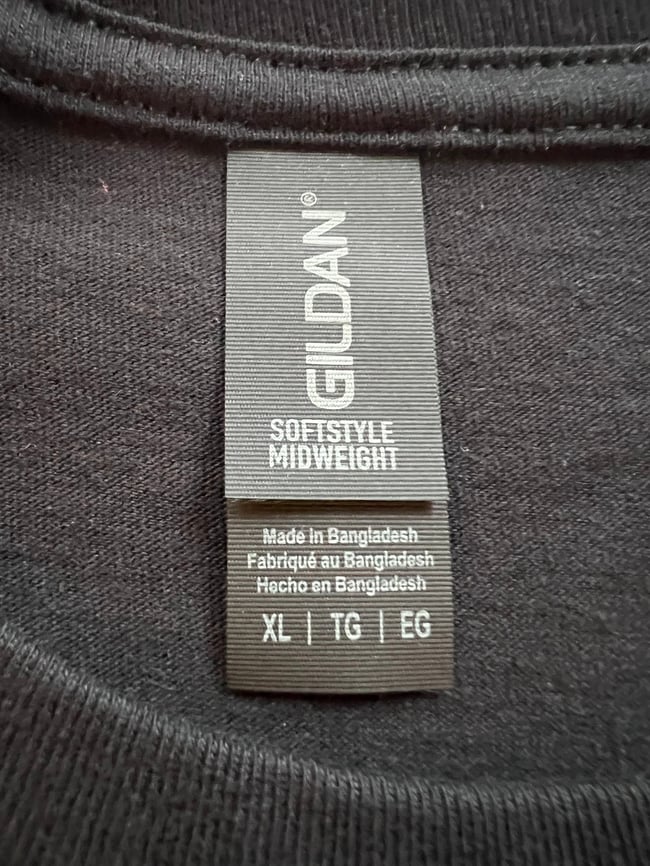 GILDAN®
SOFTSTYLE
MIDWEIGHT
Made in Bangladesh
Fabriqué au Bangladesh
Hecho en Bangladesh
XL | TG | EG